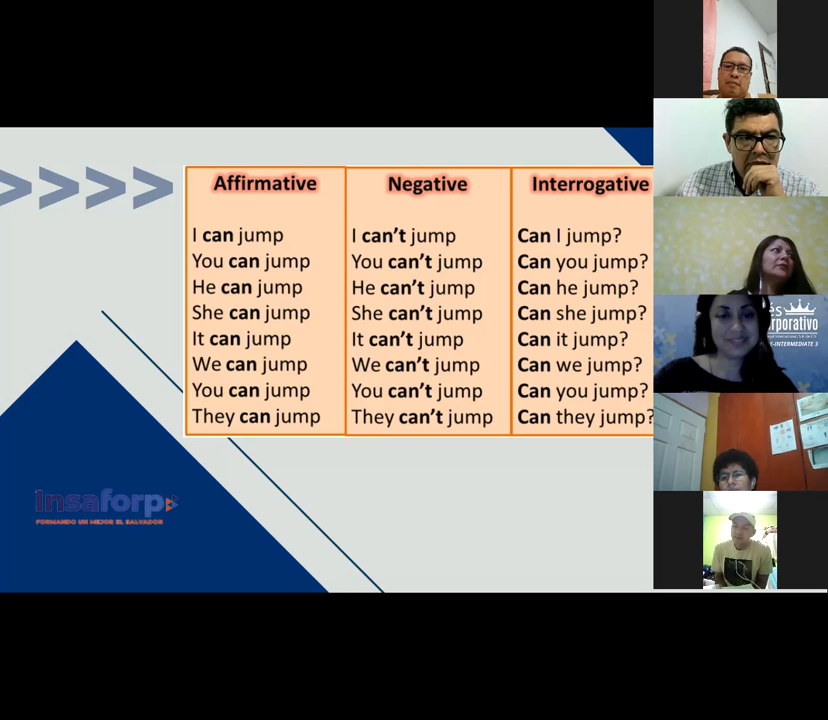 >>>>
Affirmative
I can jump
You can jump
He can jump
She can jump
It can jump
We can jump
You can jump
They can jump
Negative
I can't jump
You can't jump
He can't jump
She can't jump
It can't jump
We can't jump
You can't jump
They can't jump
Interrogative
Can I jump?
Can you jump?
Can he jump?
Can she jump?
Can it jump?
Can we jump?
Can you jump?
Can they jump?
Insaforp
FORMANDO UN MEJOR EL SALVADOR
és
rporativo
E-INTERMEDIATE 3